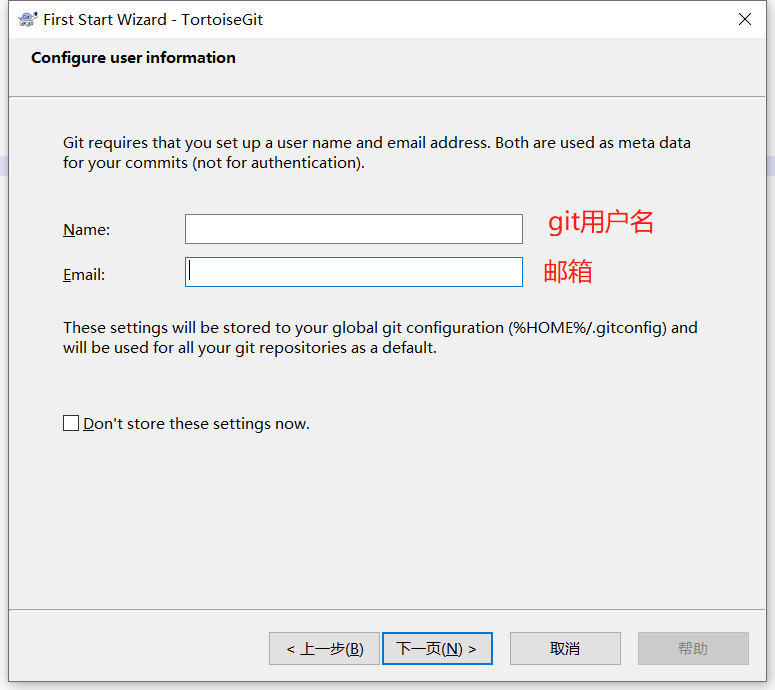 First Start Wizard - TortoiseGit
Configure user information
Git requires that you set up a user name and email address. Both are used as meta data
for your commits (not for authentication).
Name:
git用户名
Email:
邮箱
These settings will be stored to your global git configuration (%HOME%/.gitconfig) and
will be used for all your git repositories as a default.
Don't store these settings now.
< 上一步(B) 下一页(N) > 取消 帮助